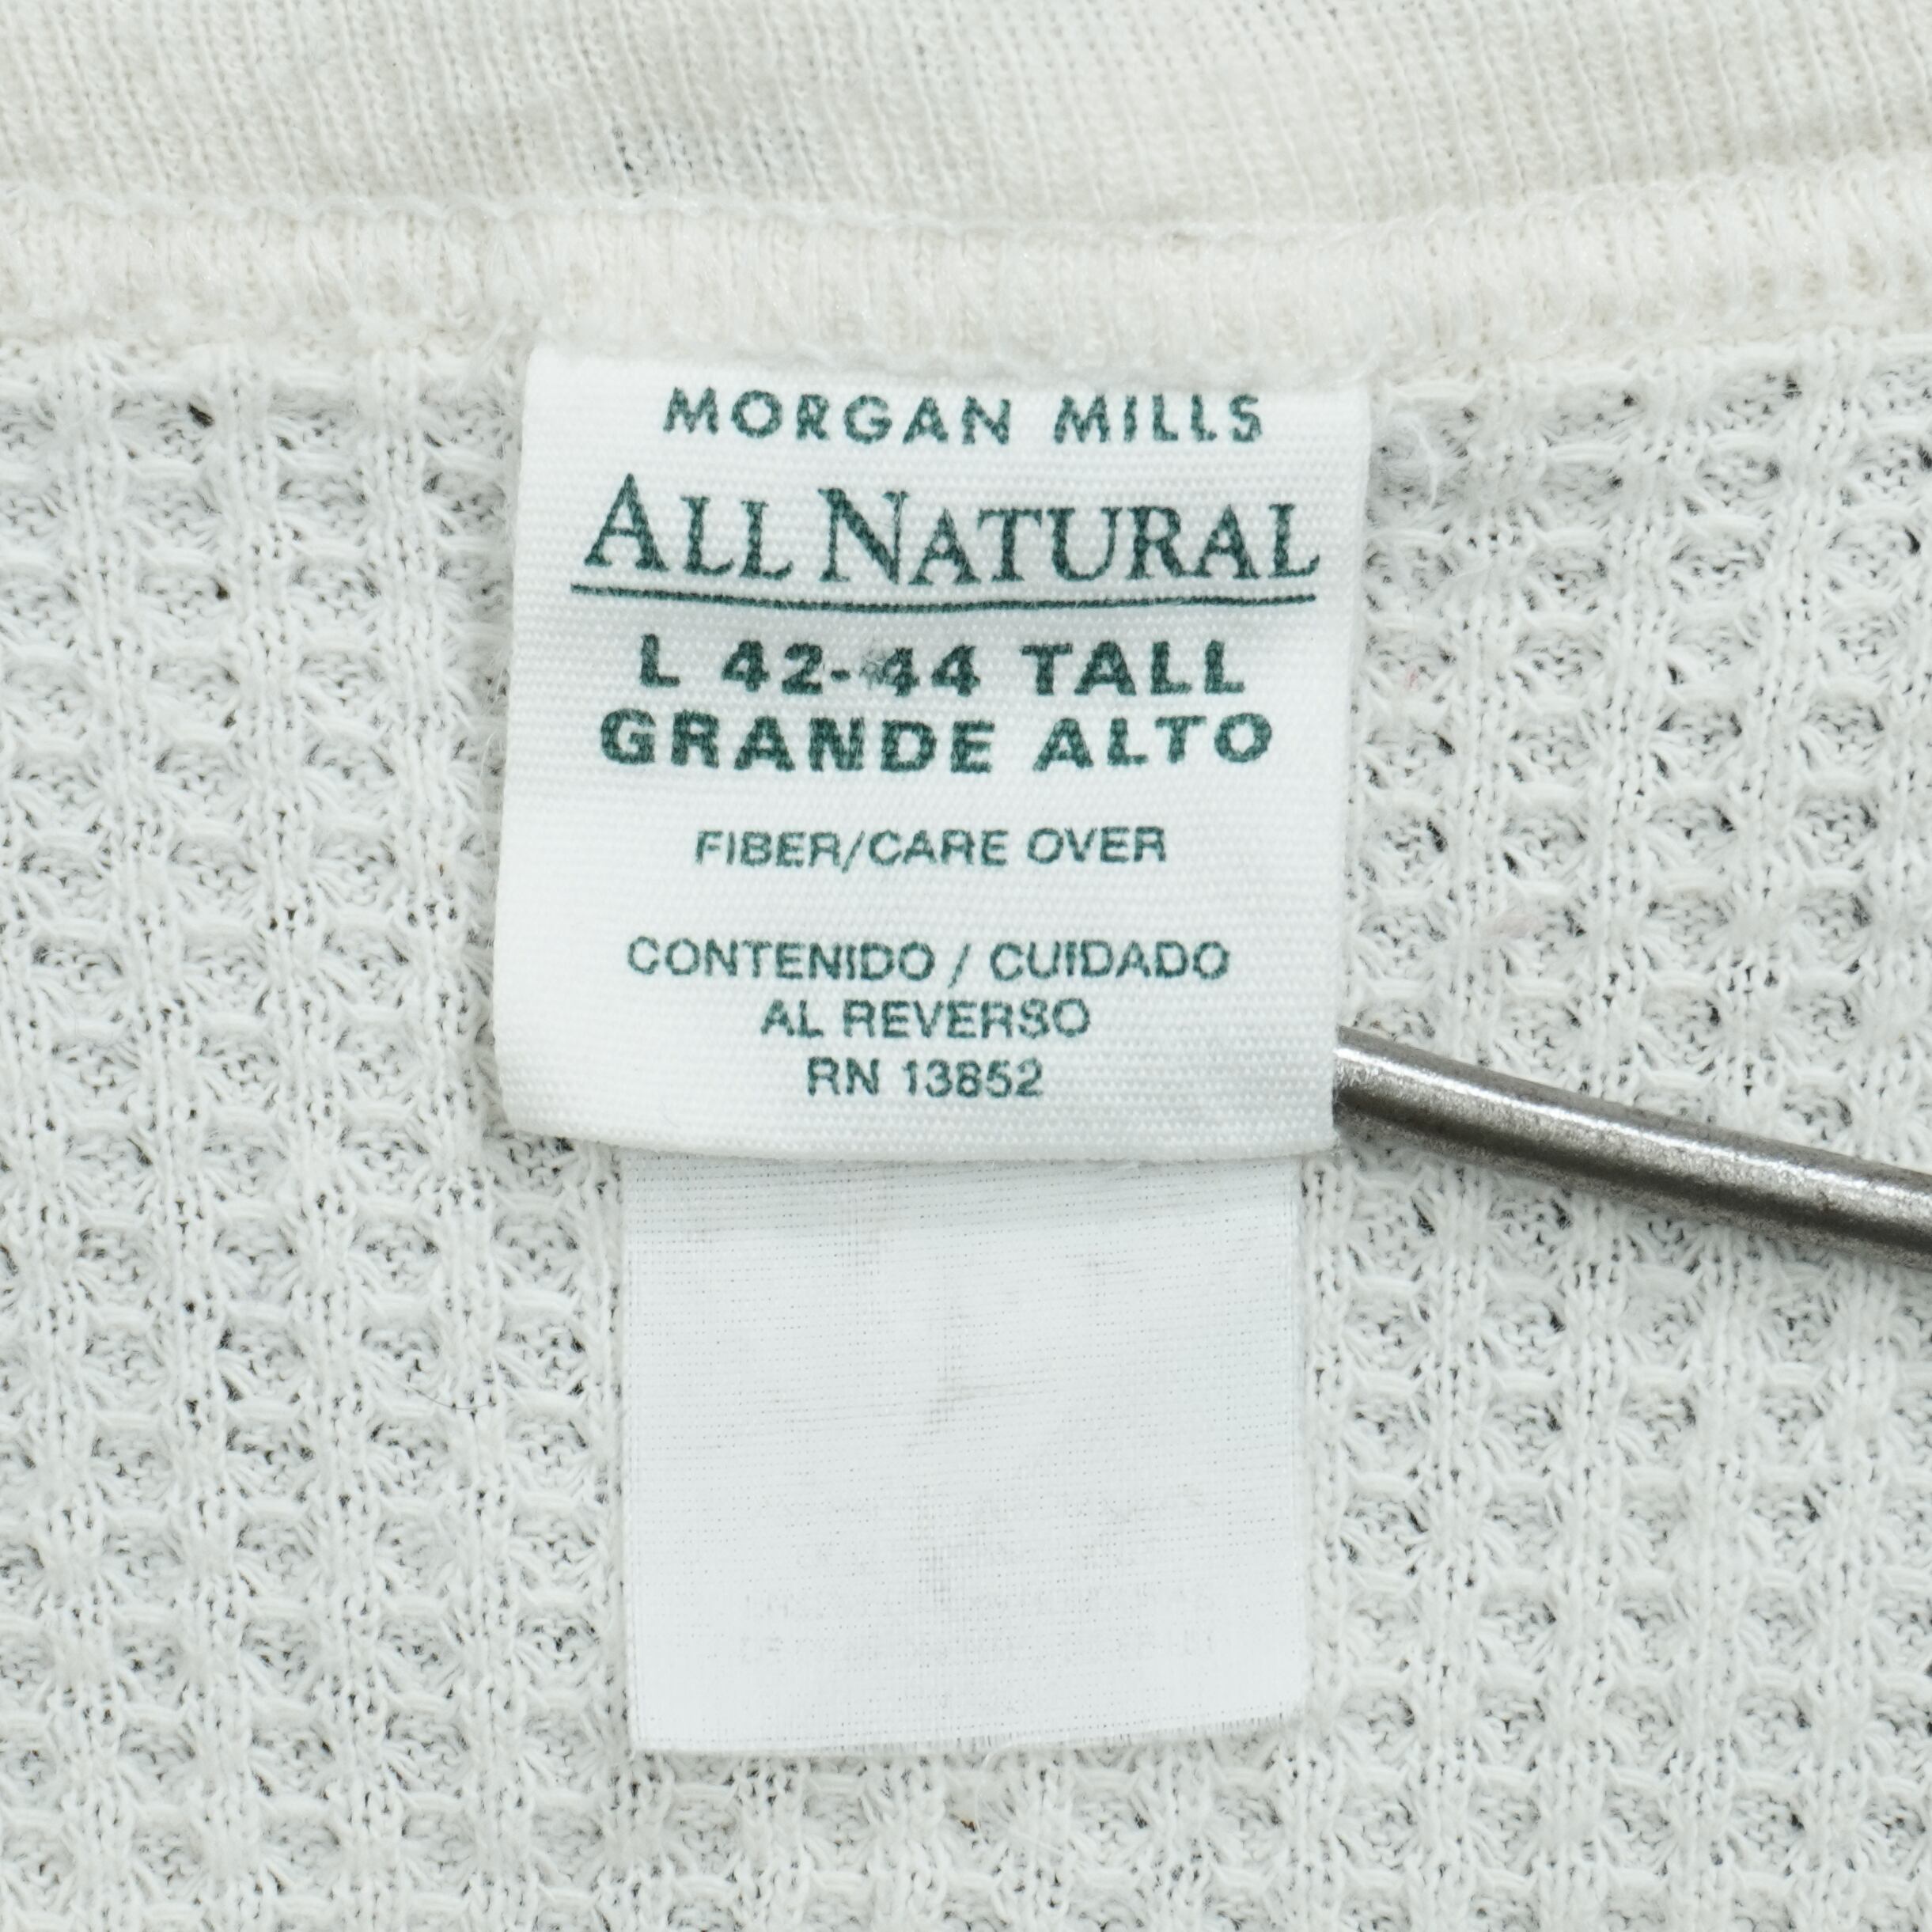 MORGAN MILLS
ALL NATURAL
L 42-44 TALL
GRANDE ALTO
FIBER/CARE OVER
CONTENIDO / CUIDADO
AL REVERSO
RN 13852